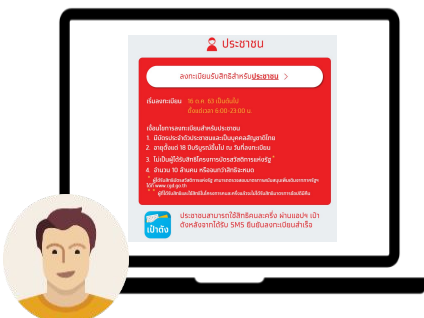 ประชาชน
ลงทะเบียนรับสิทธิสำหรับประชาชน >
เริ่มลงทะเบียน 16 ต.ค. 63 เป็นต้นไป
ตั้งแต่เวลา 6.00-23.00 น.
เงื่อนไขการลงทะเบียนสำหรับประชาชน
1. มีบัตรประจำตัวประชาชนและเป็นบุคคลสัญชาติไทย
2. อายุตั้งแต่ 18 ปีบริบูรณ์ขึ้นไป ณ วันที่ลงทะเบียน
3. ไม่เป็นผู้ได้รับสิทธิโครงการบัตรสวัสดิการแห่งรัฐ *
4. จำนวน 10 ล้านคน หรือจนกว่าสิทธิจะหมด
ได้ที่ www.cgd.go.th
ประชาชนสามารถใช้สิทธิคนละครึ่ง ผ่านแอปฯ เป๋า
ตังหลังจากได้รับ SMS ยืนยันลงทะเบียนสำเร็จ
เป๋าตัง